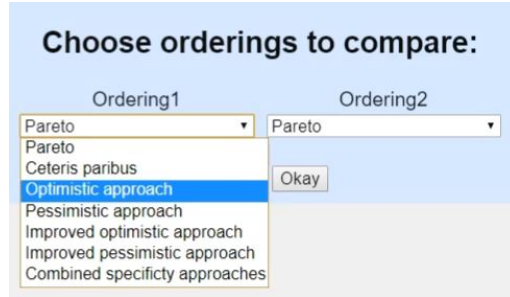 Choose orderings to compare:
Ordering1 Ordering2
Pareto Pareto
Pareto
Ceteris paribus
Optimistic approach
Okay
Pessimistic approach
Improved optimistic approach
Improved pessimistic approach
Combined specificty approaches